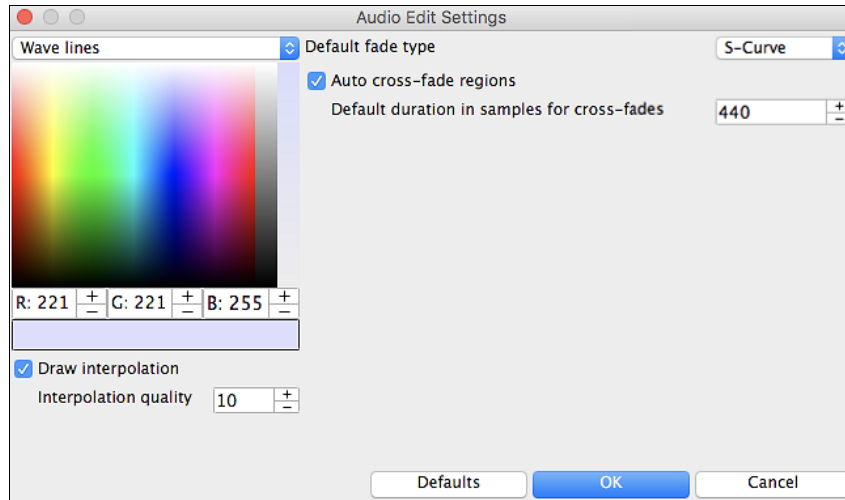 Audio Edit Settings
Wave lines
Default fade type
S-Curve
Auto cross-fade regions
Default duration in samples for cross-fades
440
+
−
R: 221
+
−
G: 221
+
−
B: 255
+
−
Draw interpolation
Interpolation quality
10
+
−
Defaults
OK
Cancel